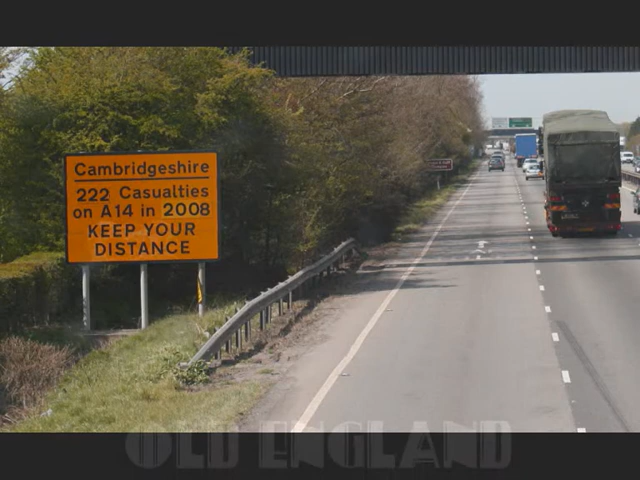 Cambridgeshire
222 Casualties
on A14 in 2008
KEEP YOUR
DISTANCE
OLD ENGLAND